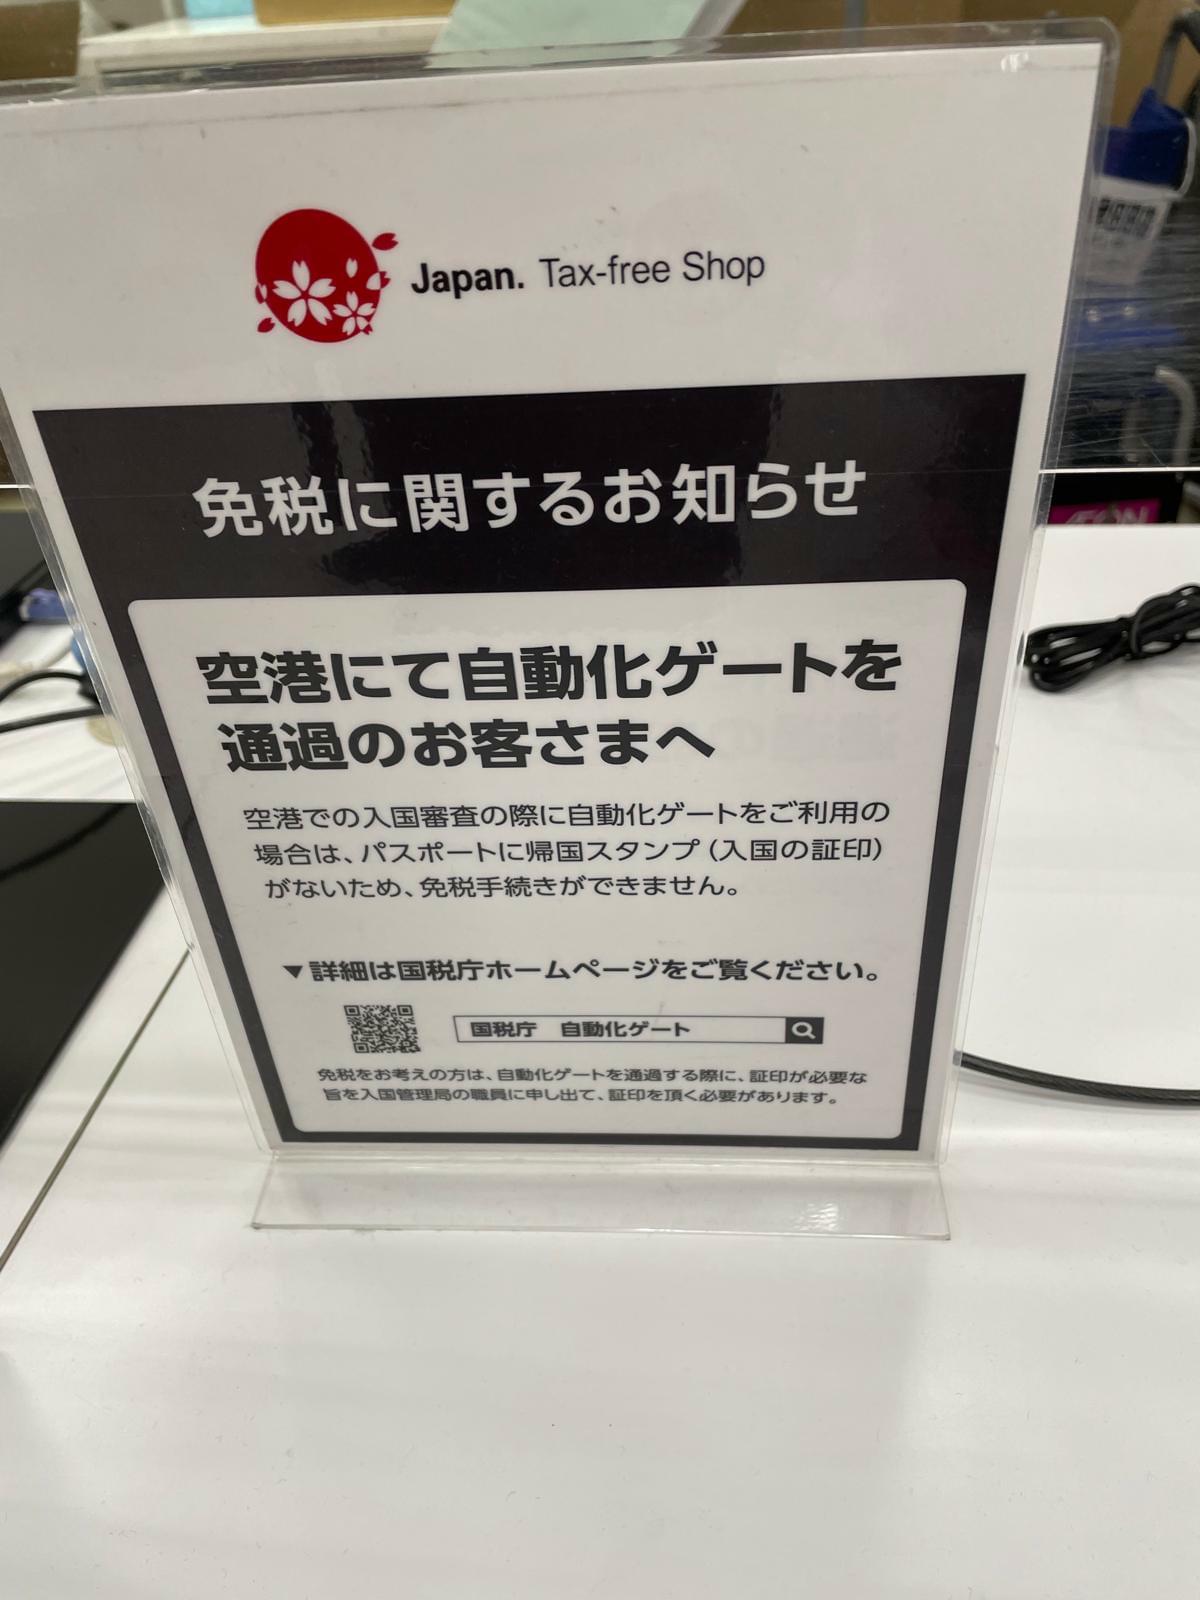 Japan. Tax-free Shop
免税に関するお知らせ
空港にて自動化ゲートを
通過のお客さまへ
空港での入国審査の際に自動化ゲートをご利用の
場合は、パスポートに帰国スタンプ(入国の証印)
がないため、免税手続きができません。
▼詳細は国税庁ホームページをご覧ください。
国税庁 自動化ゲート
免税をお考えの方は、自動化ゲートを通過する際に、証印が必要な
旨を入国管理局の職員に申し出て、証印を頂く必要があります。
ÆON